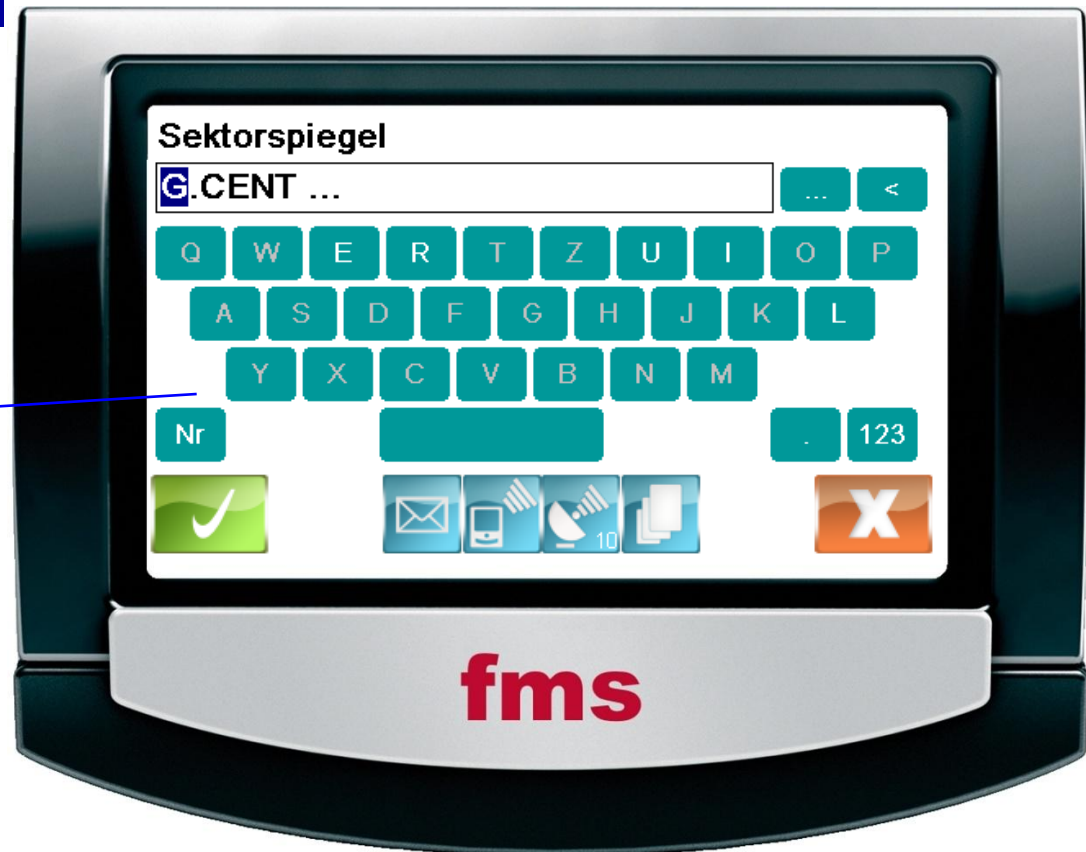 Sektorspiegel
G.CENT ...
... <
Q W E R T Z U I O P
A S D F G H J K L
Y X C V B N M
Nr . 123
10
X
fms